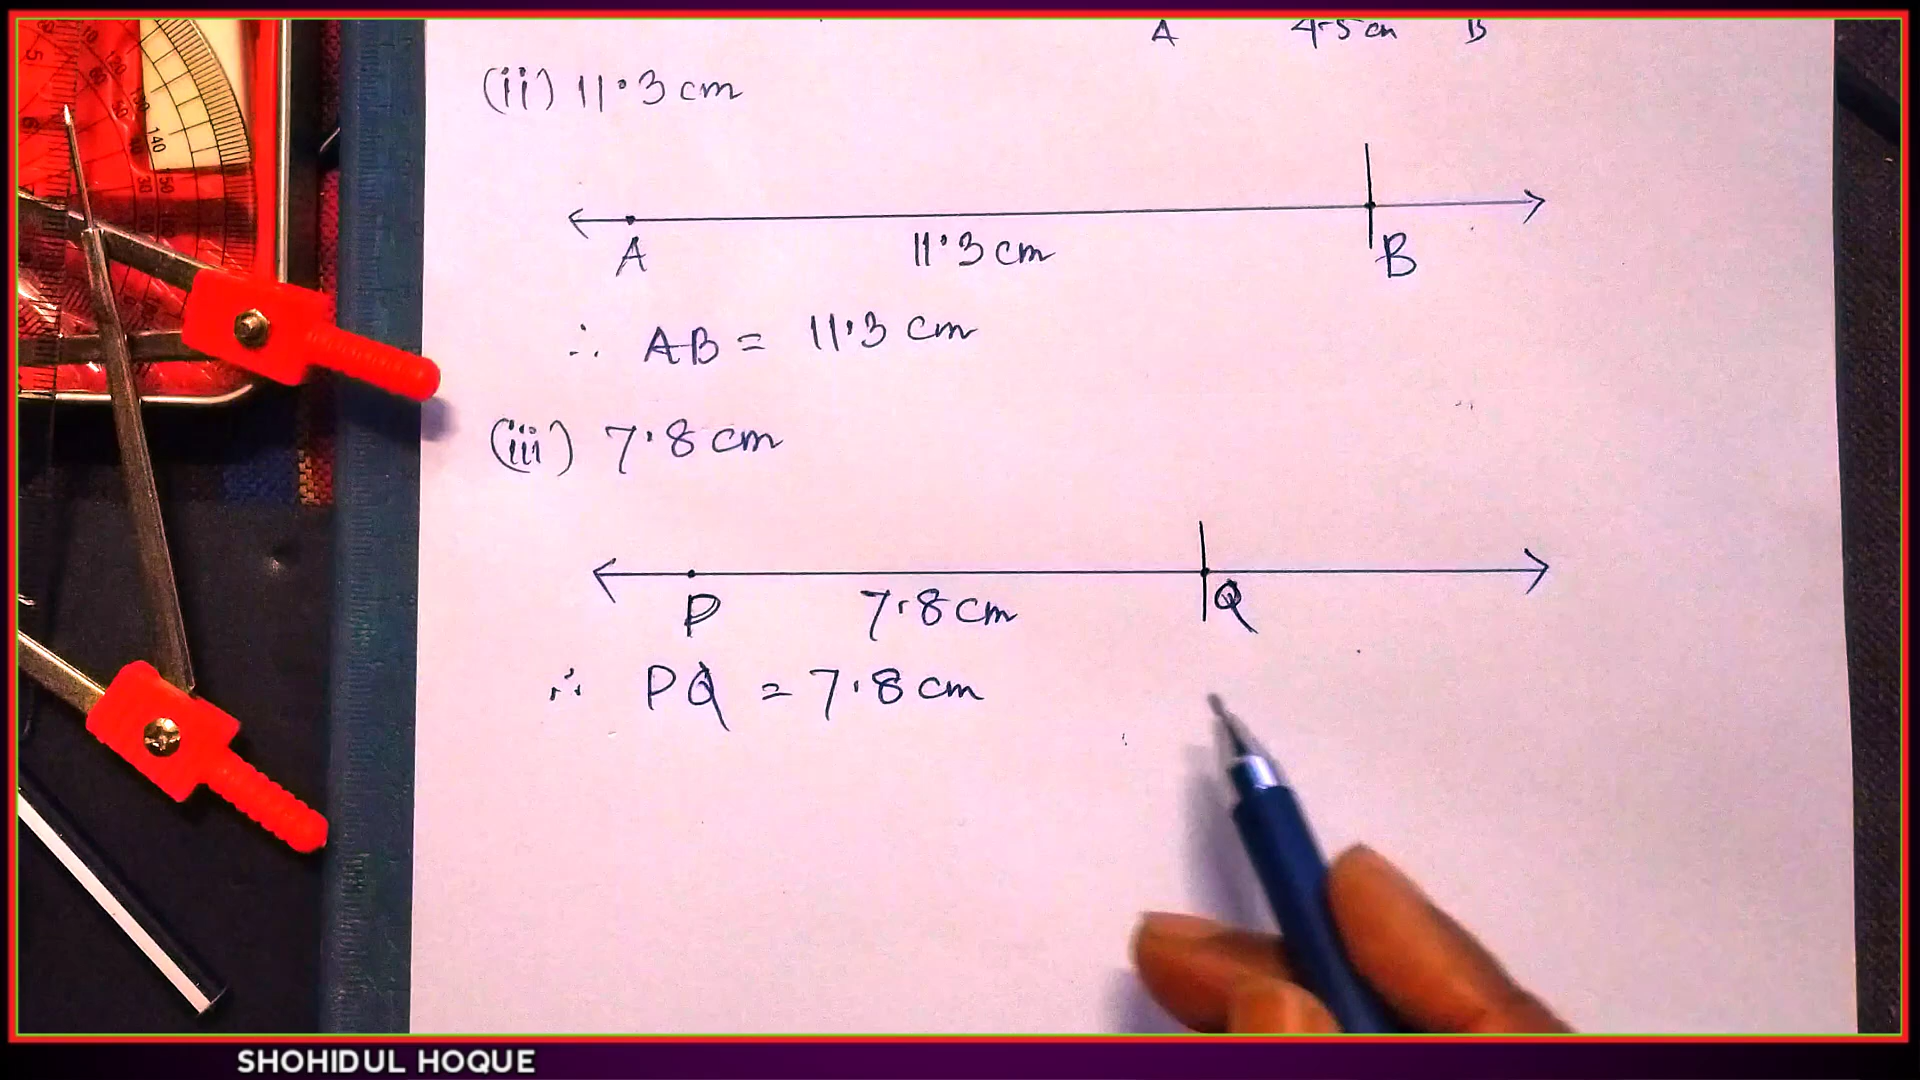 A 4.5 cm B
(ii) 11.3 cm
A 11.3 cm B
∴ AB = 11.3 cm
(iii) 7.8 cm
P 7.8 cm Q
∴ PQ = 7.8 cm
SHOHIDUL HOQUE